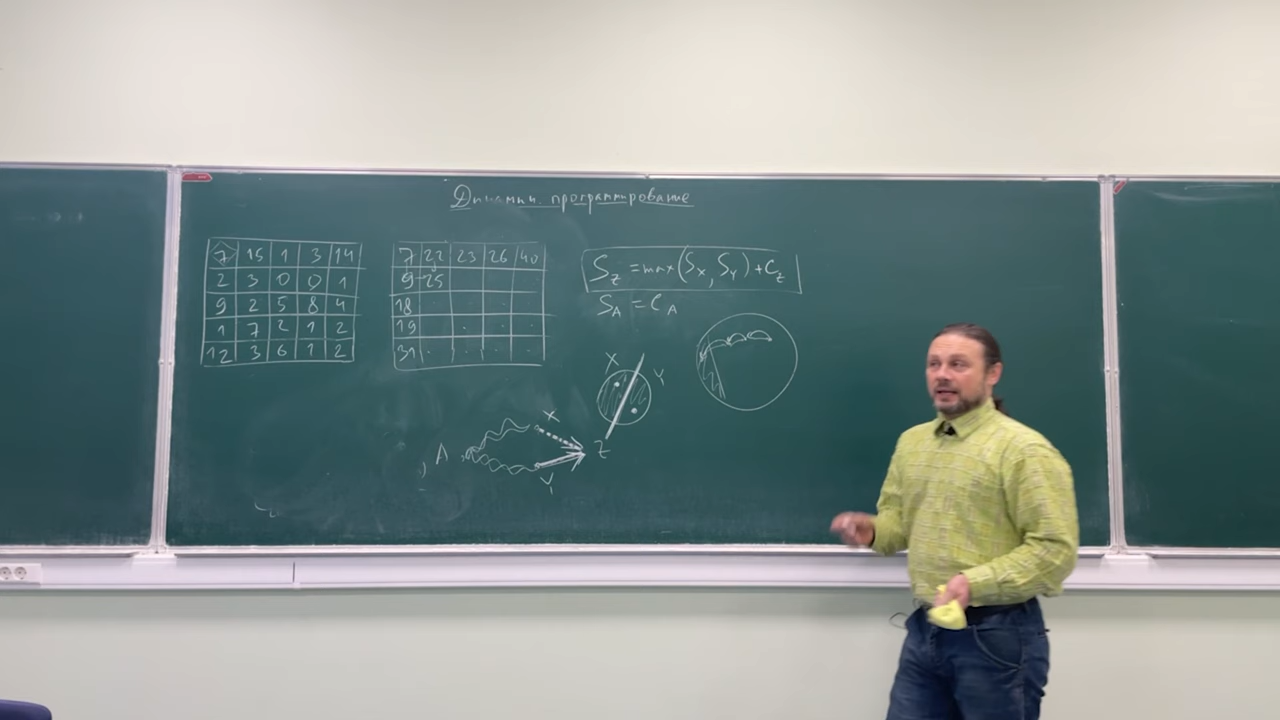 Динамич. программирование
7 15 1 3 14
2 3 0 0 1
9 2 5 8 4
1 7 2 1 2
12 3 6 1 2
7 22 23 26 40
9 25
18
19
31
S_Z = max(S_X, S_Y) + C_Z
S_A = C_A
X
Y
Z
A
X
Y